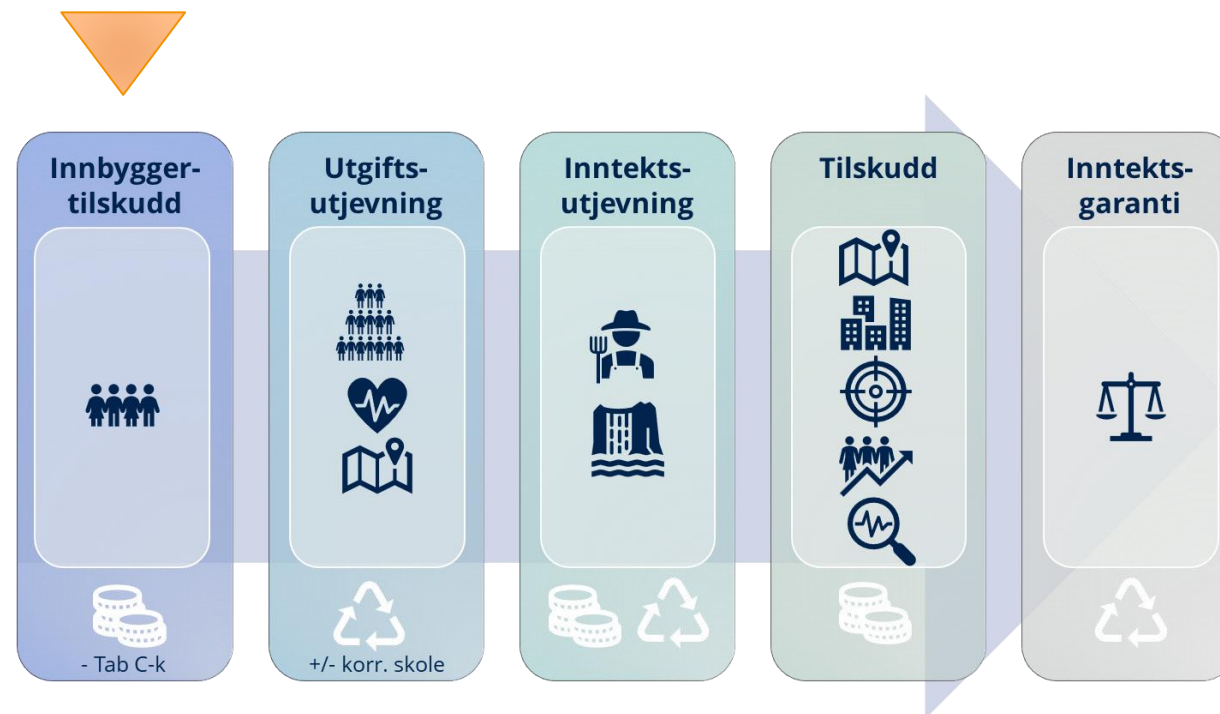 Innbygger-
tilskudd
Utgifts-
utjevning
Inntekts-
utjevning
Tilskudd
Inntekts-
garanti
- Tab C-k
+/- korr. skole